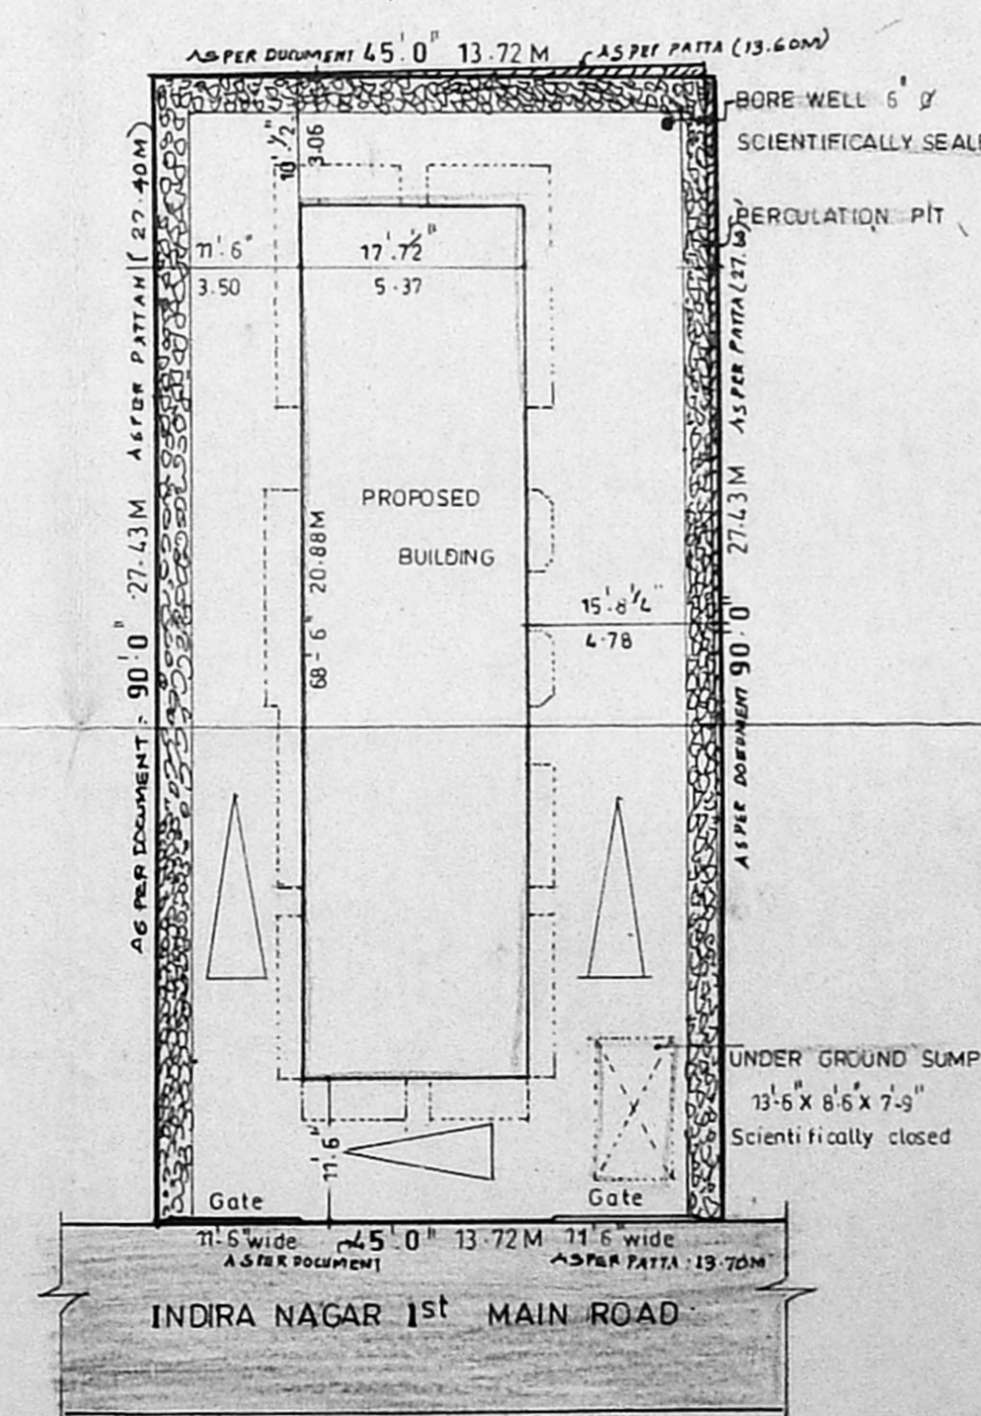 AS PER DOCUMENT 45'.0" 13.72 M AS PER PATTA (13.60M)
BORE WELL 6" Ø
SCIENTIFICALLY SEAL
PERCULATION PIT
10'.½"
3.06
11'.6"
3.50
17'.7½"
5.37
AS PER DOCUMENT - 90'.0" 27.43 M AS PER PATTAH (27.40M)
AS PER DOCUMENT 90'.0" 27.43 M AS PER PATTA
PROPOSED
BUILDING
68-6" 20.88M
15'.8¼"
4.78
UNDER GROUND SUMP
13'-6" X 8'.6" X 7'-9"
Scientifically closed
11'.6"
Gate
Gate
11'-6" wide 45'.0" 13.72 M 11'6" wide
AS PER DOCUMENT AS PER PATTA : 13.70M
INDIRA NAGAR 1st MAIN ROAD